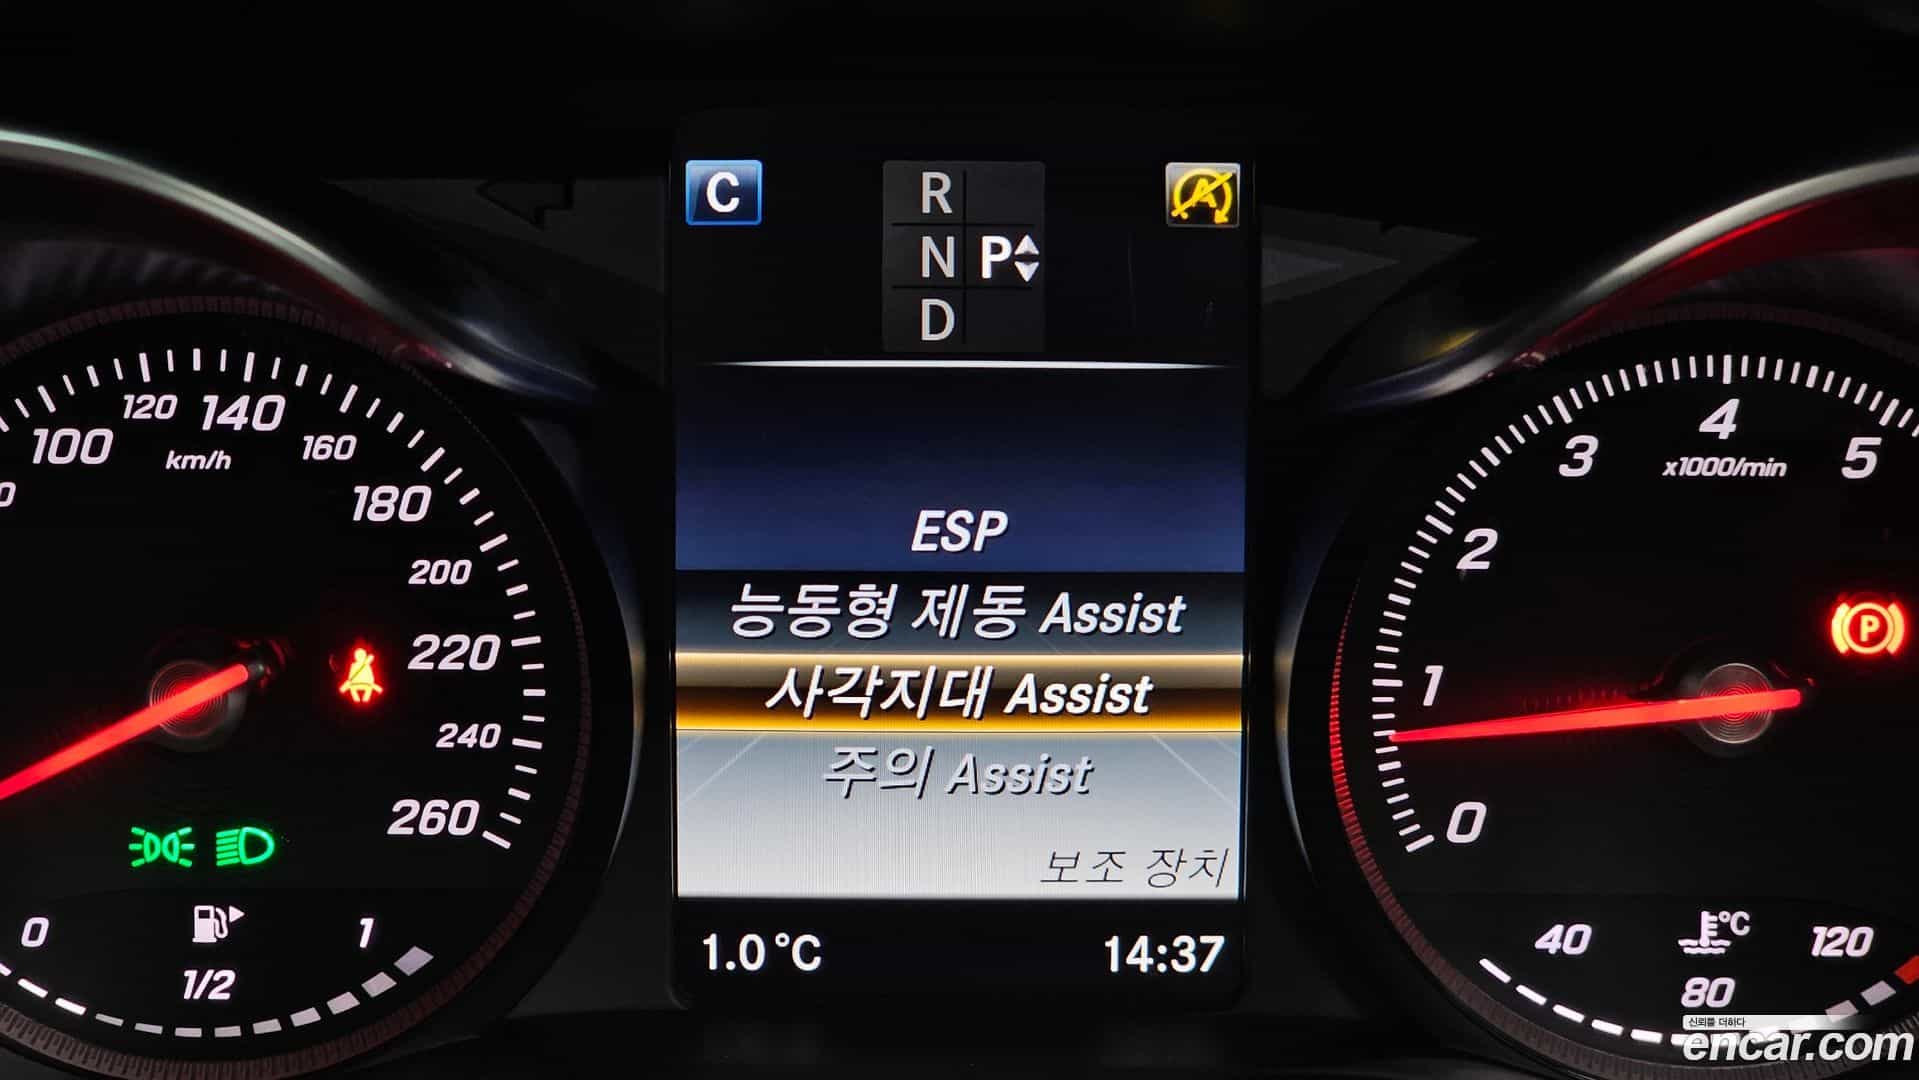 C
R
N P
D
A
100 120 140 160 180 200 220 240 260
km/h
0 1/2 1
ESP
능동형 제동 Assist
사각지대 Assist
주의 Assist
보조 장치
1.0 °C 14:37
0 1 2 3 4 5
x1000/min
P
40 80 120
°C
신뢰를 더하다
encar.com